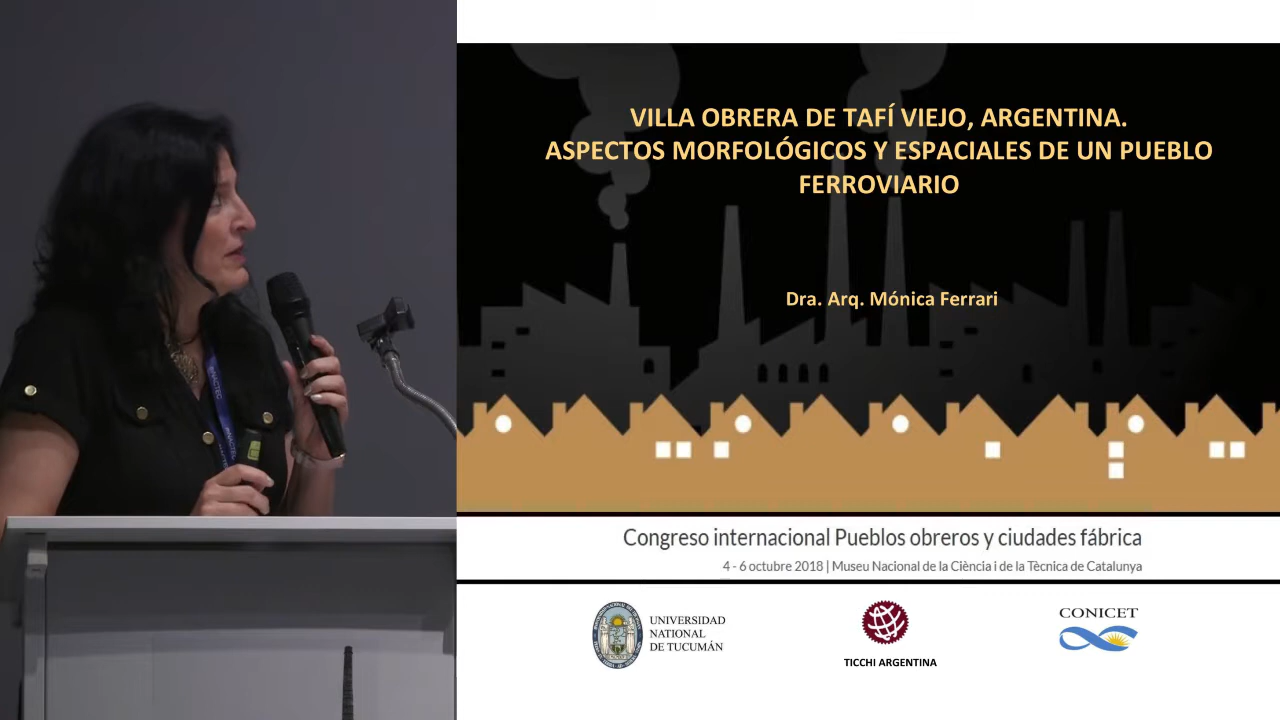 VILLA OBRERA DE TAFÍ VIEJO, ARGENTINA.
ASPECTOS MORFOLÓGICOS Y ESPACIALES DE UN PUEBLO
FERROVIARIO
Dra. Arq. Mónica Ferrari
Congreso internacional Pueblos obreros y ciudades fábrica
4 - 6 octubre 2018 | Museu Nacional de la Ciència i de la Tècnica de Catalunya
UNIVERSIDAD
NATIONAL
DE TUCUMÁN
TICCHI ARGENTINA
CONICET